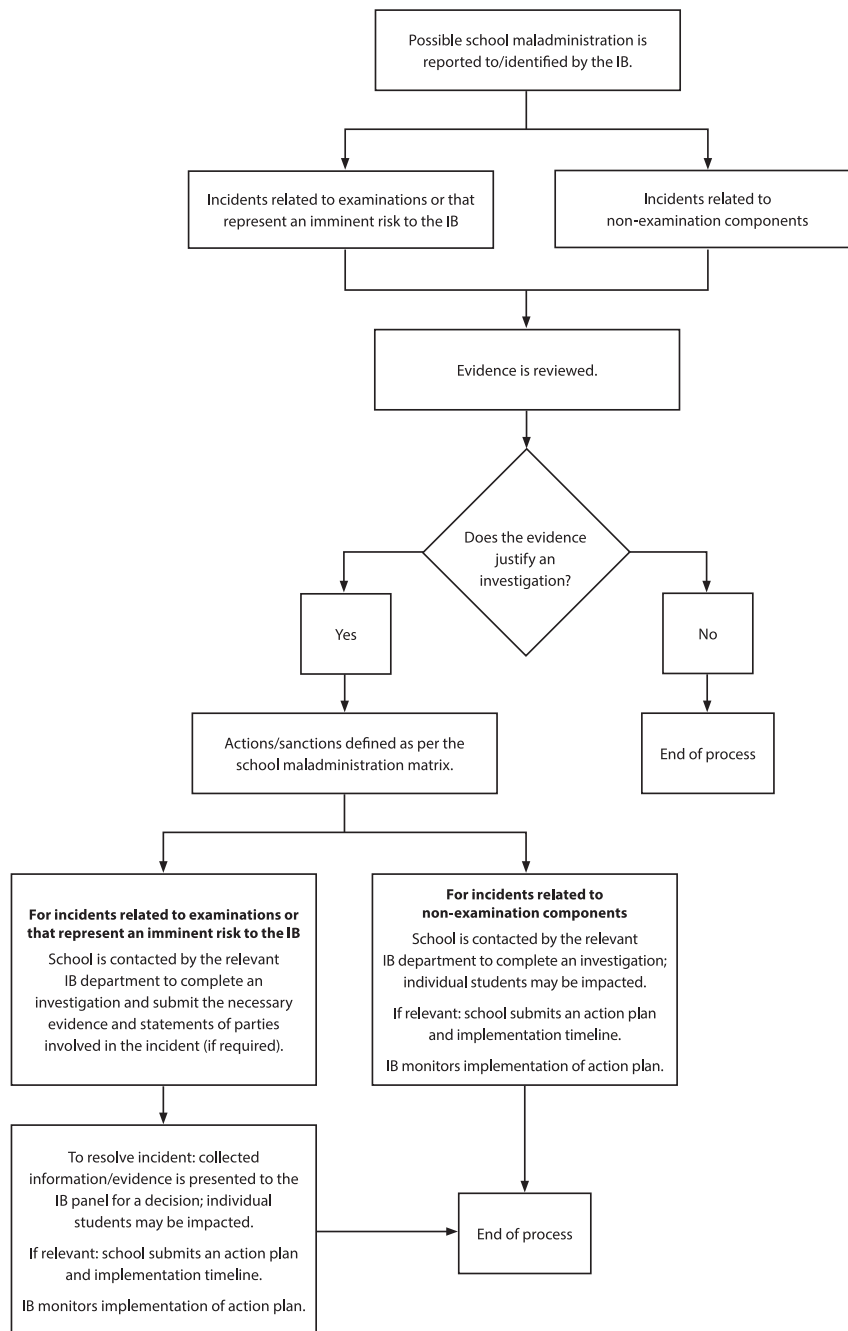 Possible school maladministration is
reported to/identified by the IB.
Incidents related to examinations or that
represent an imminent risk to the IB
Incidents related to
non-examination components
Evidence is reviewed.
Does the evidence
justify an
investigation?
Yes
No
Actions/sanctions defined as per the
school maladministration matrix.
End of process
For incidents related to examinations or
that represent an imminent risk to the IB
School is contacted by the relevant
IB department to complete an
investigation and submit the necessary
evidence and statements of parties
involved in the incident (if required).
For incidents related to
non-examination components
School is contacted by the relevant
IB department to complete an investigation;
individual students may be impacted.
If relevant: school submits an action plan
and implementation timeline.
IB monitors implementation of action plan.
To resolve incident: collected
information/evidence is presented to the
IB panel for a decision; individual
students may be impacted.
If relevant: school submits an action plan
and implementation timeline.
IB monitors implementation of action plan.
End of process